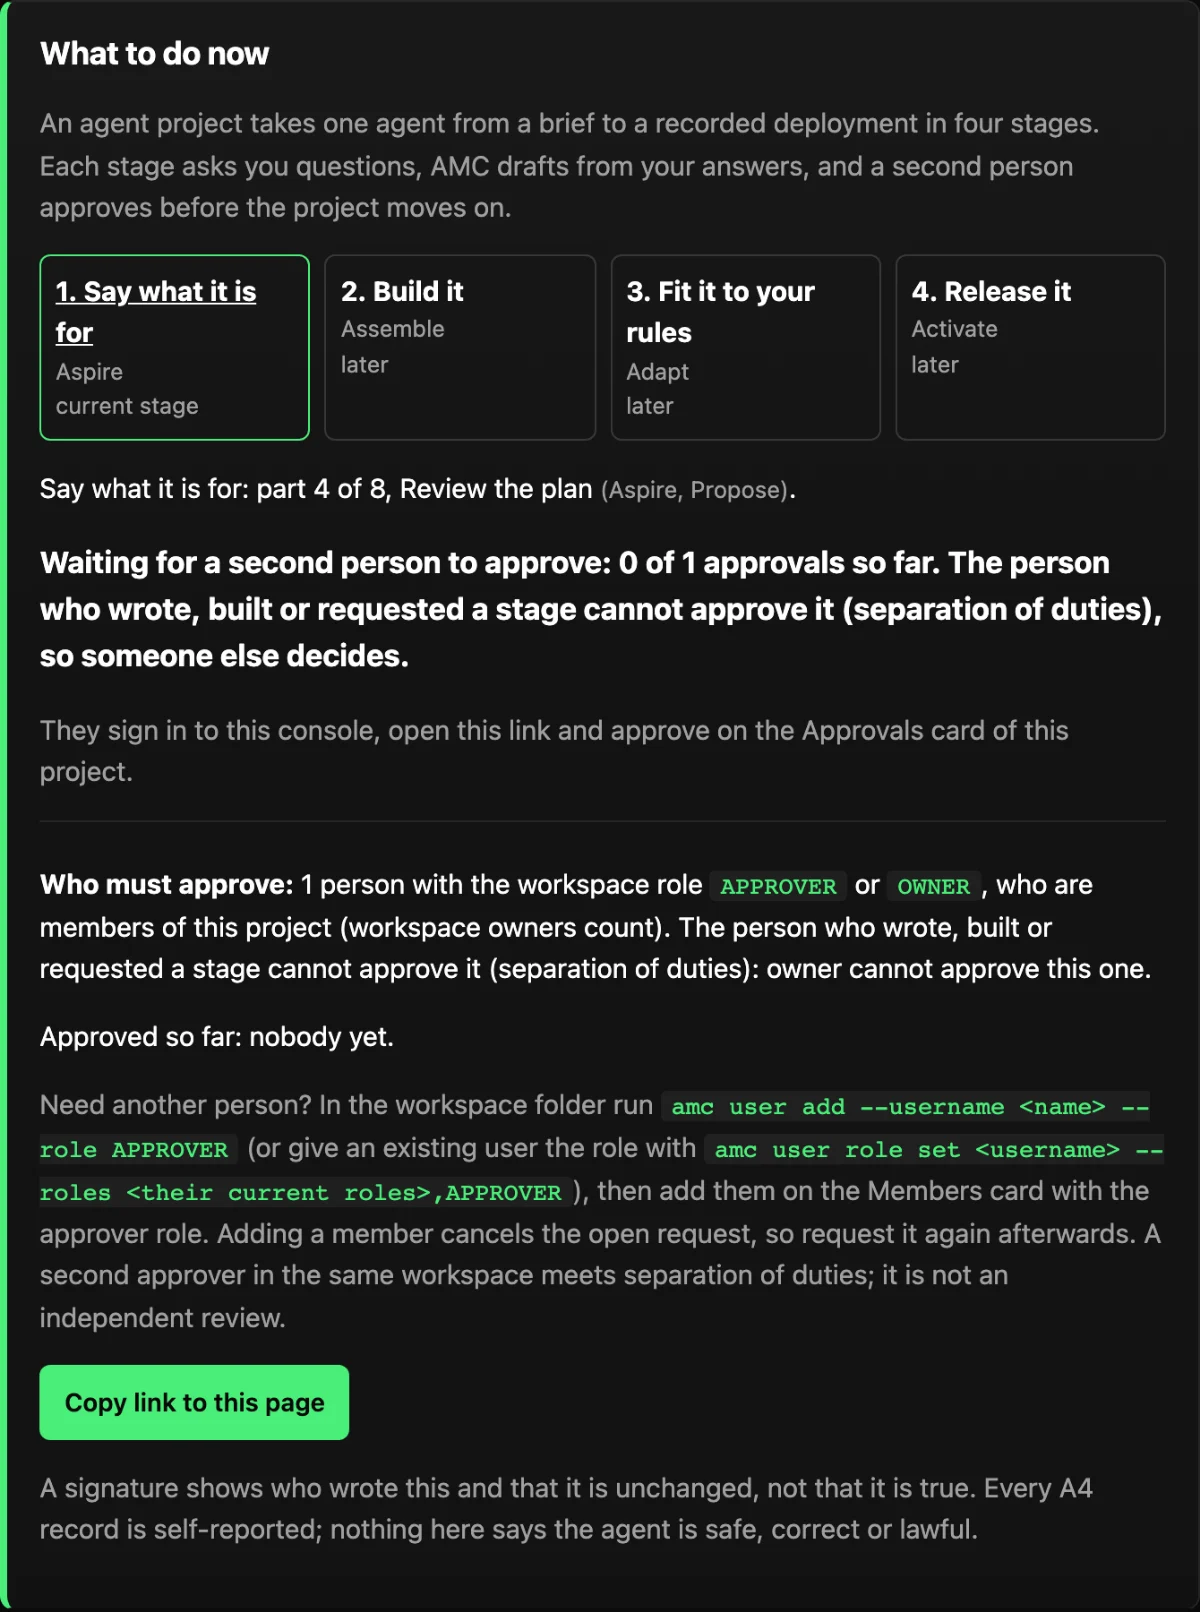 What to do now
An agent project takes one agent from a brief to a recorded deployment in four stages.
Each stage asks you questions, AMC drafts from your answers, and a second person
approves before the project moves on.
1. Say what it is
for
Aspire
current stage
2. Build it
Assemble
later
3. Fit it to your
rules
Adapt
later
4. Release it
Activate
later
Say what it is for: part 4 of 8, Review the plan (Aspire, Propose).
Waiting for a second person to approve: 0 of 1 approvals so far. The person
who wrote, built or requested a stage cannot approve it (separation of duties),
so someone else decides.
They sign in to this console, open this link and approve on the Approvals card of this
project.
Who must approve: 1 person with the workspace role APPROVER or OWNER , who are
members of this project (workspace owners count). The person who wrote, built or
requested a stage cannot approve it (separation of duties): owner cannot approve this one.
Approved so far: nobody yet.
Need another person? In the workspace folder run amc user add --username <name> --
role APPROVER (or give an existing user the role with amc user role set <username> --
roles <their current roles>,APPROVER ), then add them on the Members card with the
approver role. Adding a member cancels the open request, so request it again afterwards. A
second approver in the same workspace meets separation of duties; it is not an
independent review.
Copy link to this page
A signature shows who wrote this and that it is unchanged, not that it is true. Every A4
record is self-reported; nothing here says the agent is safe, correct or lawful.